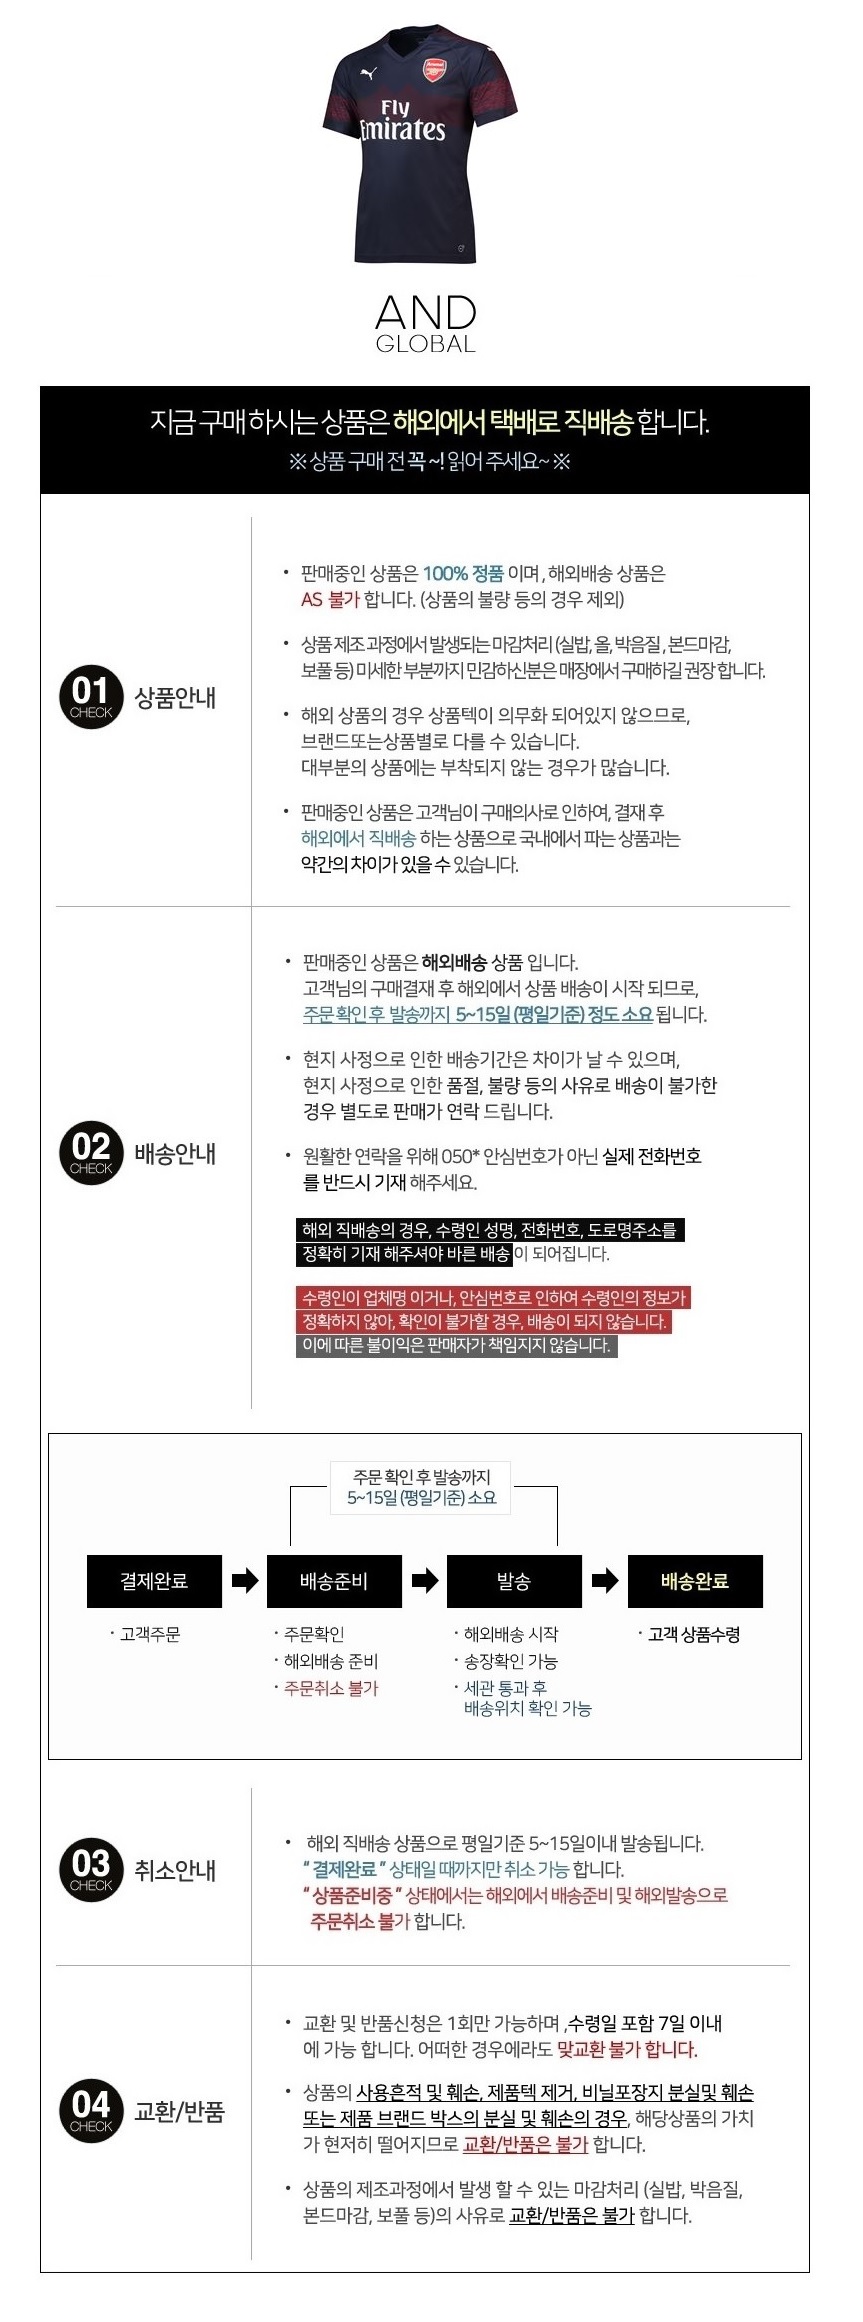 Arsenal
Fly
Emirates
AND
GLOBAL
지금 구매 하시는 상품은 해외에서 택배로 직배송 합니다.
※ 상품 구매 전 꼭 ~! 읽어 주세요~ ※
01
CHECK
상품안내
• 판매중인 상품은 100% 정품 이며 , 해외배송 상품은
AS 불가 합니다. (상품의 불량 등의 경우 제외)
• 상품 제조 과정에서 발생되는 마감처리 (실밥, 올, 박음질 , 본드마감,
보풀 등) 미세한 부분까지 민감하신분은 매장에서 구매하길 권장 합니다.
• 해외 상품의 경우 상품텍이 의무화 되어있지 않으므로,
브랜드또는상품별로 다를 수 있습니다.
대부분의 상품에는 부착되지 않는 경우가 많습니다.
• 판매중인 상품은 고객님이 구매의사로 인하여, 결재 후
해외에서 직배송 하는 상품으로 국내에서 파는 상품과는
약간의 차이가 있을 수 있습니다.
02
CHECK
배송안내
• 판매중인 상품은 해외배송 상품 입니다.
고객님의 구매결재 후 해외에서 상품 배송이 시작 되므로,
주문 확인 후 발송까지 5~15일 (평일기준) 정도 소요 됩니다.
• 현지 사정으로 인한 배송기간은 차이가 날 수 있으며,
현지 사정으로 인한 품절, 불량 등의 사유로 배송이 불가한
경우 별도로 판매가 연락 드립니다.
• 원활한 연락을 위해 050* 안심번호가 아닌 실제 전화번호
를 반드시 기재 해주세요.
해외 직배송의 경우, 수령인 성명, 전화번호, 도로명주소를
정확히 기재 해주셔야 바른 배송이 되어집니다.
수령인이 업체명 이거나, 안심번호로 인하여 수령인의 정보가
정확하지 않아, 확인이 불가할 경우, 배송이 되지 않습니다.
이에 따른 불이익은 판매자가 책임지지 않습니다.
주문 확인 후 발송까지
5~15일 (평일기준) 소요
결제완료
배송준비
발송
배송완료
· 고객주문
· 주문확인
· 해외배송 준비
· 주문취소 불가
· 해외배송 시작
· 송장확인 가능
· 세관 통과 후
배송위치 확인 가능
· 고객 상품수령
03
CHECK
취소안내
• 해외 직배송 상품으로 평일기준 5~15일이내 발송됩니다.
“ 결제완료 ” 상태일 때까지만 취소 가능 합니다.
“ 상품준비중 ” 상태에서는 해외에서 배송준비 및 해외발송으로
주문취소 불가 합니다.
04
CHECK
교환/반품
• 교환 및 반품신청은 1회만 가능하며 ,수령일 포함 7일 이내
에 가능 합니다. 어떠한 경우에라도 맞교환 불가 합니다.
• 상품의 사용흔적 및 훼손, 제품텍 제거, 비닐포장지 분실및 훼손
또는 제품 브랜드 박스의 분실 및 훼손의 경우, 해당상품의 가치
가 현저히 떨어지므로 교환/반품은 불가 합니다.
• 상품의 제조과정에서 발생 할 수 있는 마감처리 (실밥, 박음질,
본드마감, 보풀 등)의 사유로 교환/반품은 불가 합니다.